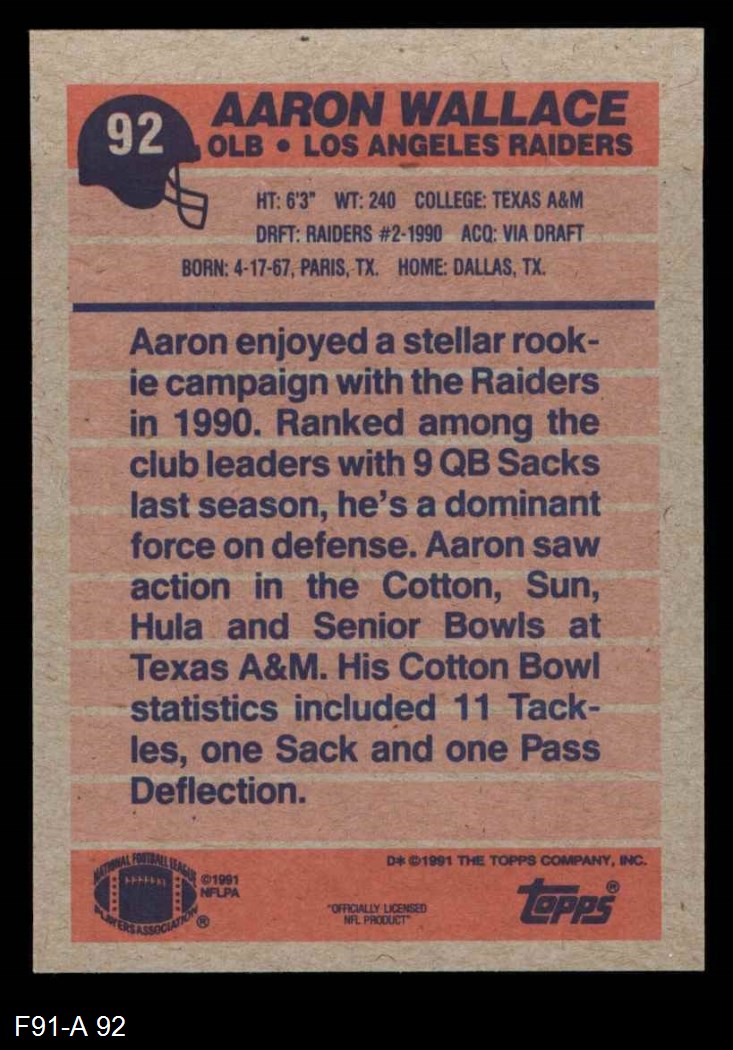 92
AARON WALLACE
OLB • LOS ANGELES RAIDERS
HT: 6'3" WT: 240 COLLEGE: TEXAS A&M
DRFT: RAIDERS #2-1990 ACQ: VIA DRAFT
BORN: 4-17-67, PARIS, TX. HOME: DALLAS, TX.
Aaron enjoyed a stellar rook-
ie campaign with the Raiders
in 1990. Ranked among the
club leaders with 9 QB Sacks
last season, he's a dominant
force on defense. Aaron saw
action in the Cotton, Sun,
Hula and Senior Bowls at
Texas A&M. His Cotton Bowl
statistics included 11 Tack-
les, one Sack and one Pass
Deflection.
NATIONAL FOOTBALL LEAGUE
PLAYERS ASSOCIATION ®
©1991
NFLPA
"OFFICIALLY LICENSED
NFL PRODUCT"
D* ©1991 THE TOPPS COMPANY, INC.
topps®
F91-A 92